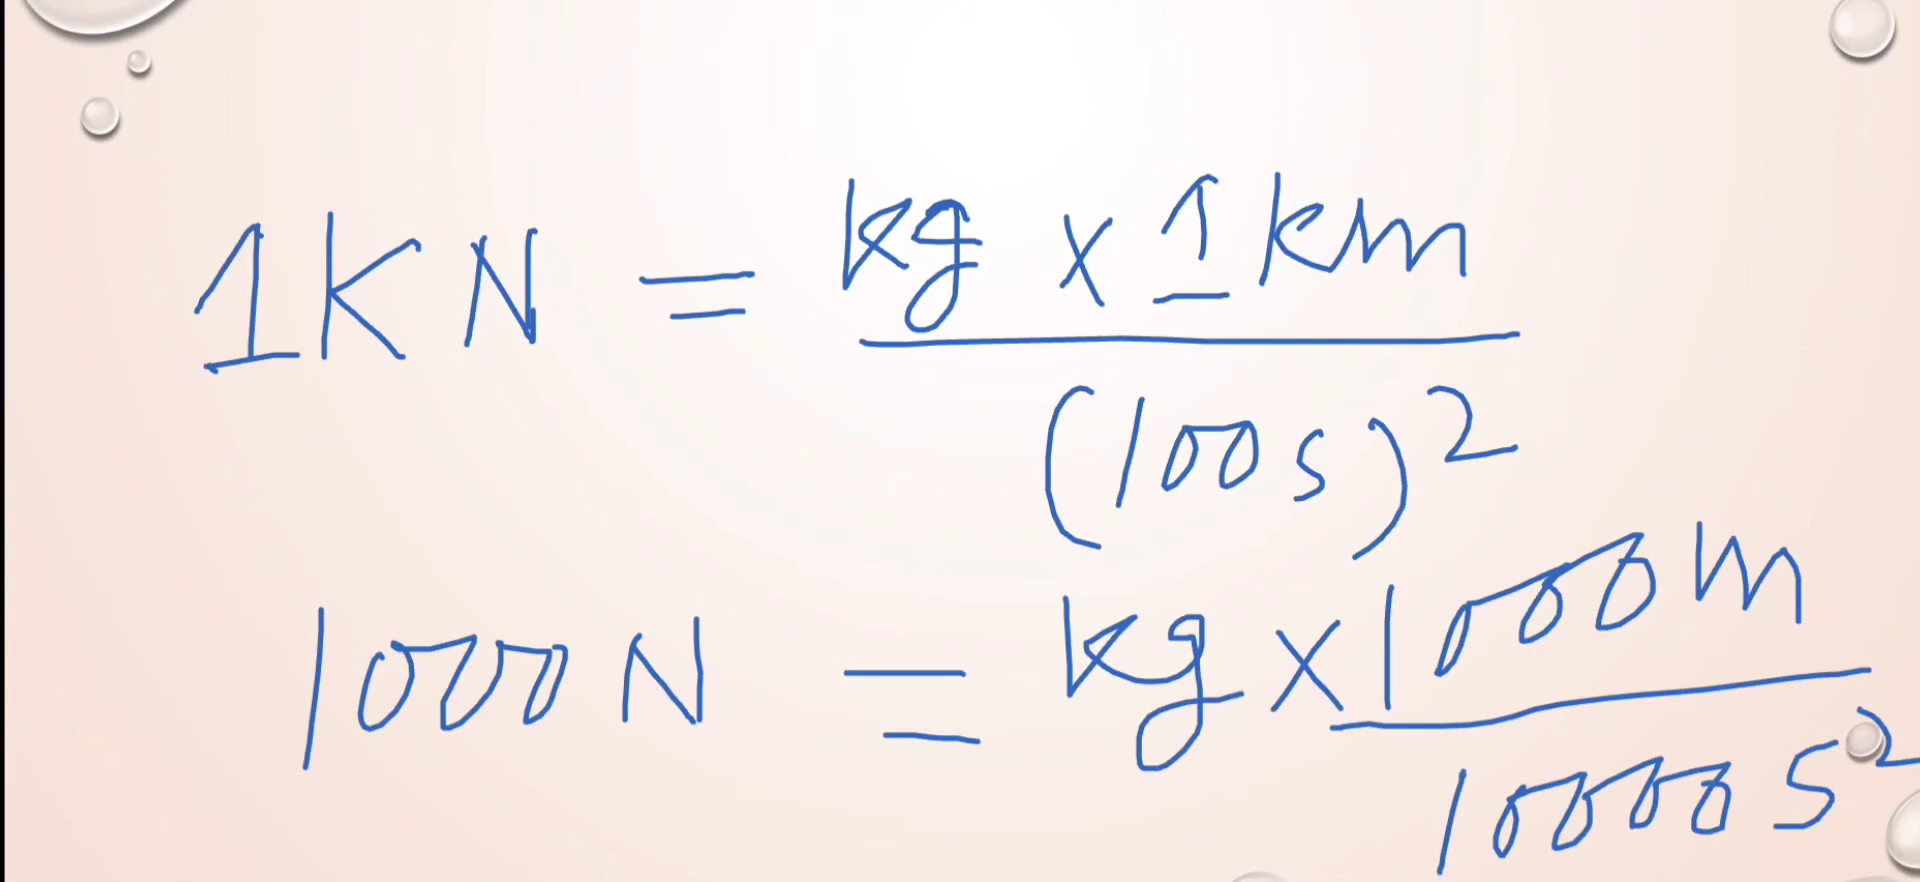 1KN = kg x 1km
(100s)²
1000N = kg x 1000m
10000s²